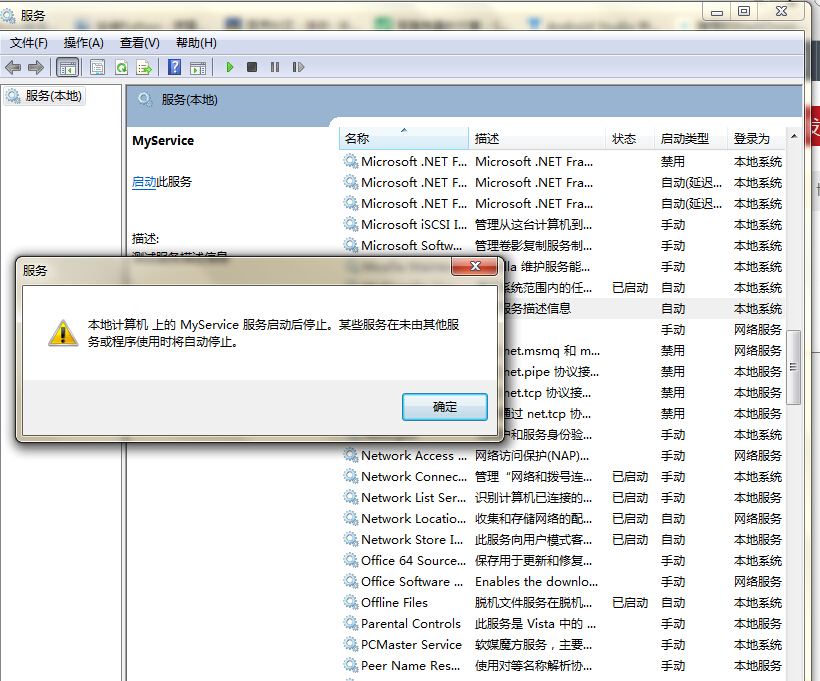 服务
文件(F) 操作(A) 查看(V) 帮助(H)
服务(本地)
服务(本地)
MyService
启动此服务
描述:
测试服务描述信息
名称 描述 状态 启动类型 登录为
Microsoft .NET F... Microsoft .NET Fra... 禁用 本地系统
Microsoft .NET F... Microsoft .NET Fra... 自动(延迟... 本地系统
Microsoft .NET F... Microsoft .NET Fra... 自动(延迟... 本地系统
Microsoft iSCSI I... 管理从这台计算机到... 手动 本地系统
Microsoft Softw... 管理卷影复制服务制... 手动 本地系统
lla 维护服务能... 手动 本地系统
系统范围内的任... 已启动 自动 本地系统
服务描述信息 自动 本地系统
手动 网络服务
net.msmq 和 m... 禁用 网络服务
net.pipe 协议接... 禁用 本地服务
net.tcp 协议接... 禁用 本地服务
通过 net.tcp 协... 禁用 本地服务
户和服务身份验... 手动 本地系统
服务
本地计算机 上的 MyService 服务启动后停止。某些服务在未由其他服
务或程序使用时将自动停止。
确定
Network Access ... 网络访问保护(NAP)... 手动 网络服务
Network Connec... 管理“网络和拨号连... 已启动 手动 本地系统
Network List Ser... 识别计算机已连接的... 已启动 手动 本地服务
Network Locatio... 收集和存储网络的配... 已启动 自动 网络服务
Network Store I... 此服务向用户模式客... 已启动 自动 本地服务
Office 64 Source... 保存用于更新和修复... 手动 本地系统
Office Software ... Enables the downlo... 手动 网络服务
Offline Files 脱机文件服务在脱机... 已启动 自动 本地系统
Parental Controls 此服务是 Vista 中的 ... 手动 本地服务
PCMaster Service 软媒魔方服务，主要... 手动 本地系统
Peer Name Res... 使用对等名称解析协... 手动 本地服务